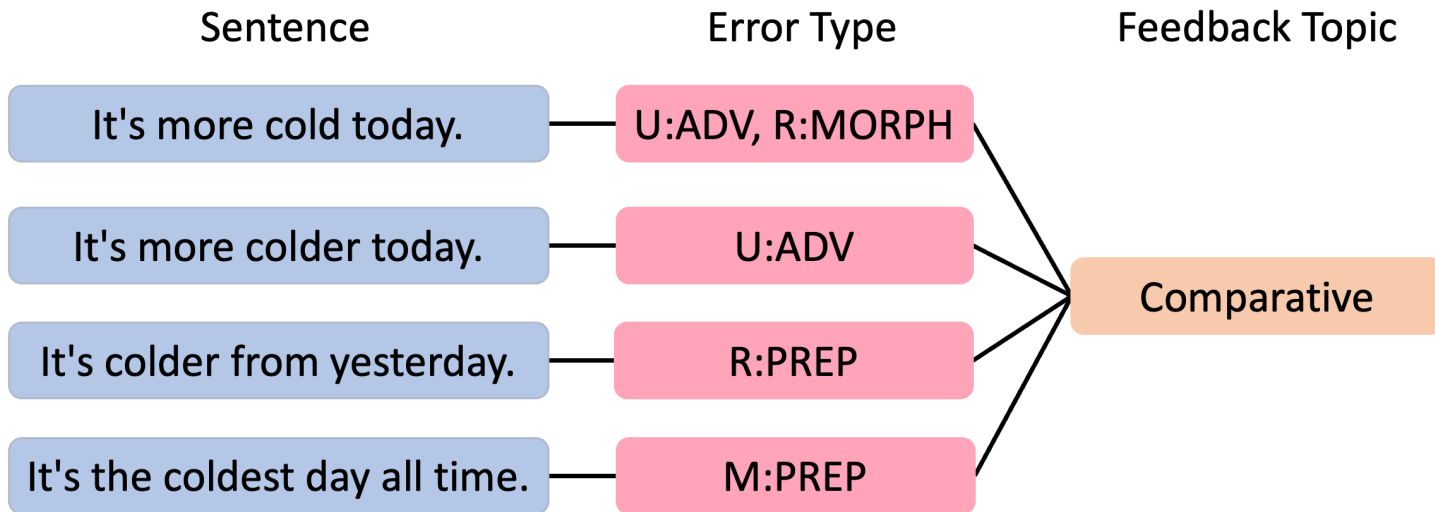 Sentence Error Type Feedback Topic
It's more cold today. U:ADV, R:MORPH
It's more colder today. U:ADV
Comparative
It's colder from yesterday. R:PREP
It's the coldest day all time. M:PREP